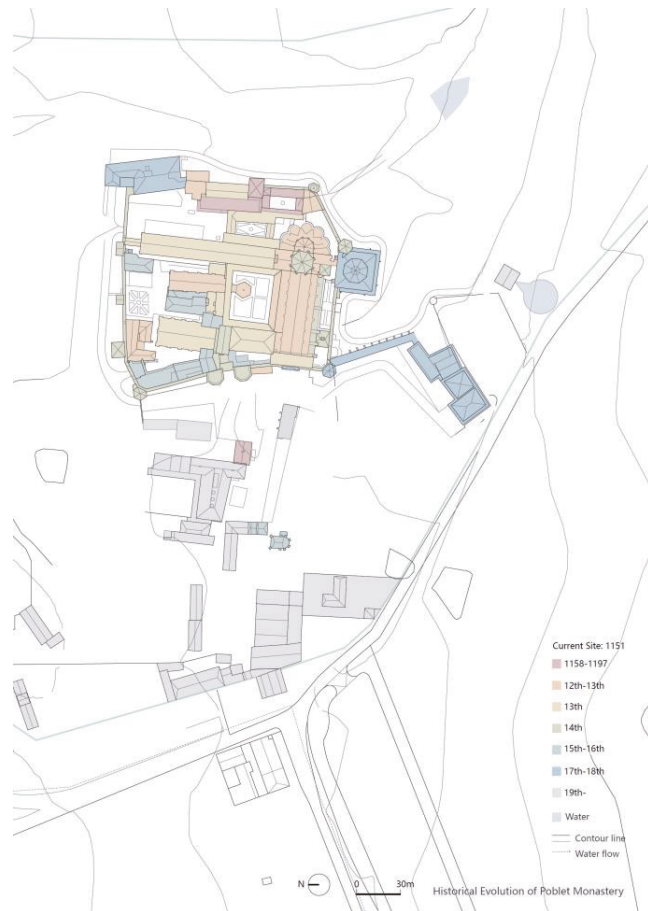 Current Site: 1151
1158-1197
12th-13th
13th
14th
15th-16th
17th-18th
19th-
Water
Contour line
Water flow
N
0 30m
Historical Evolution of Poblet Monastery